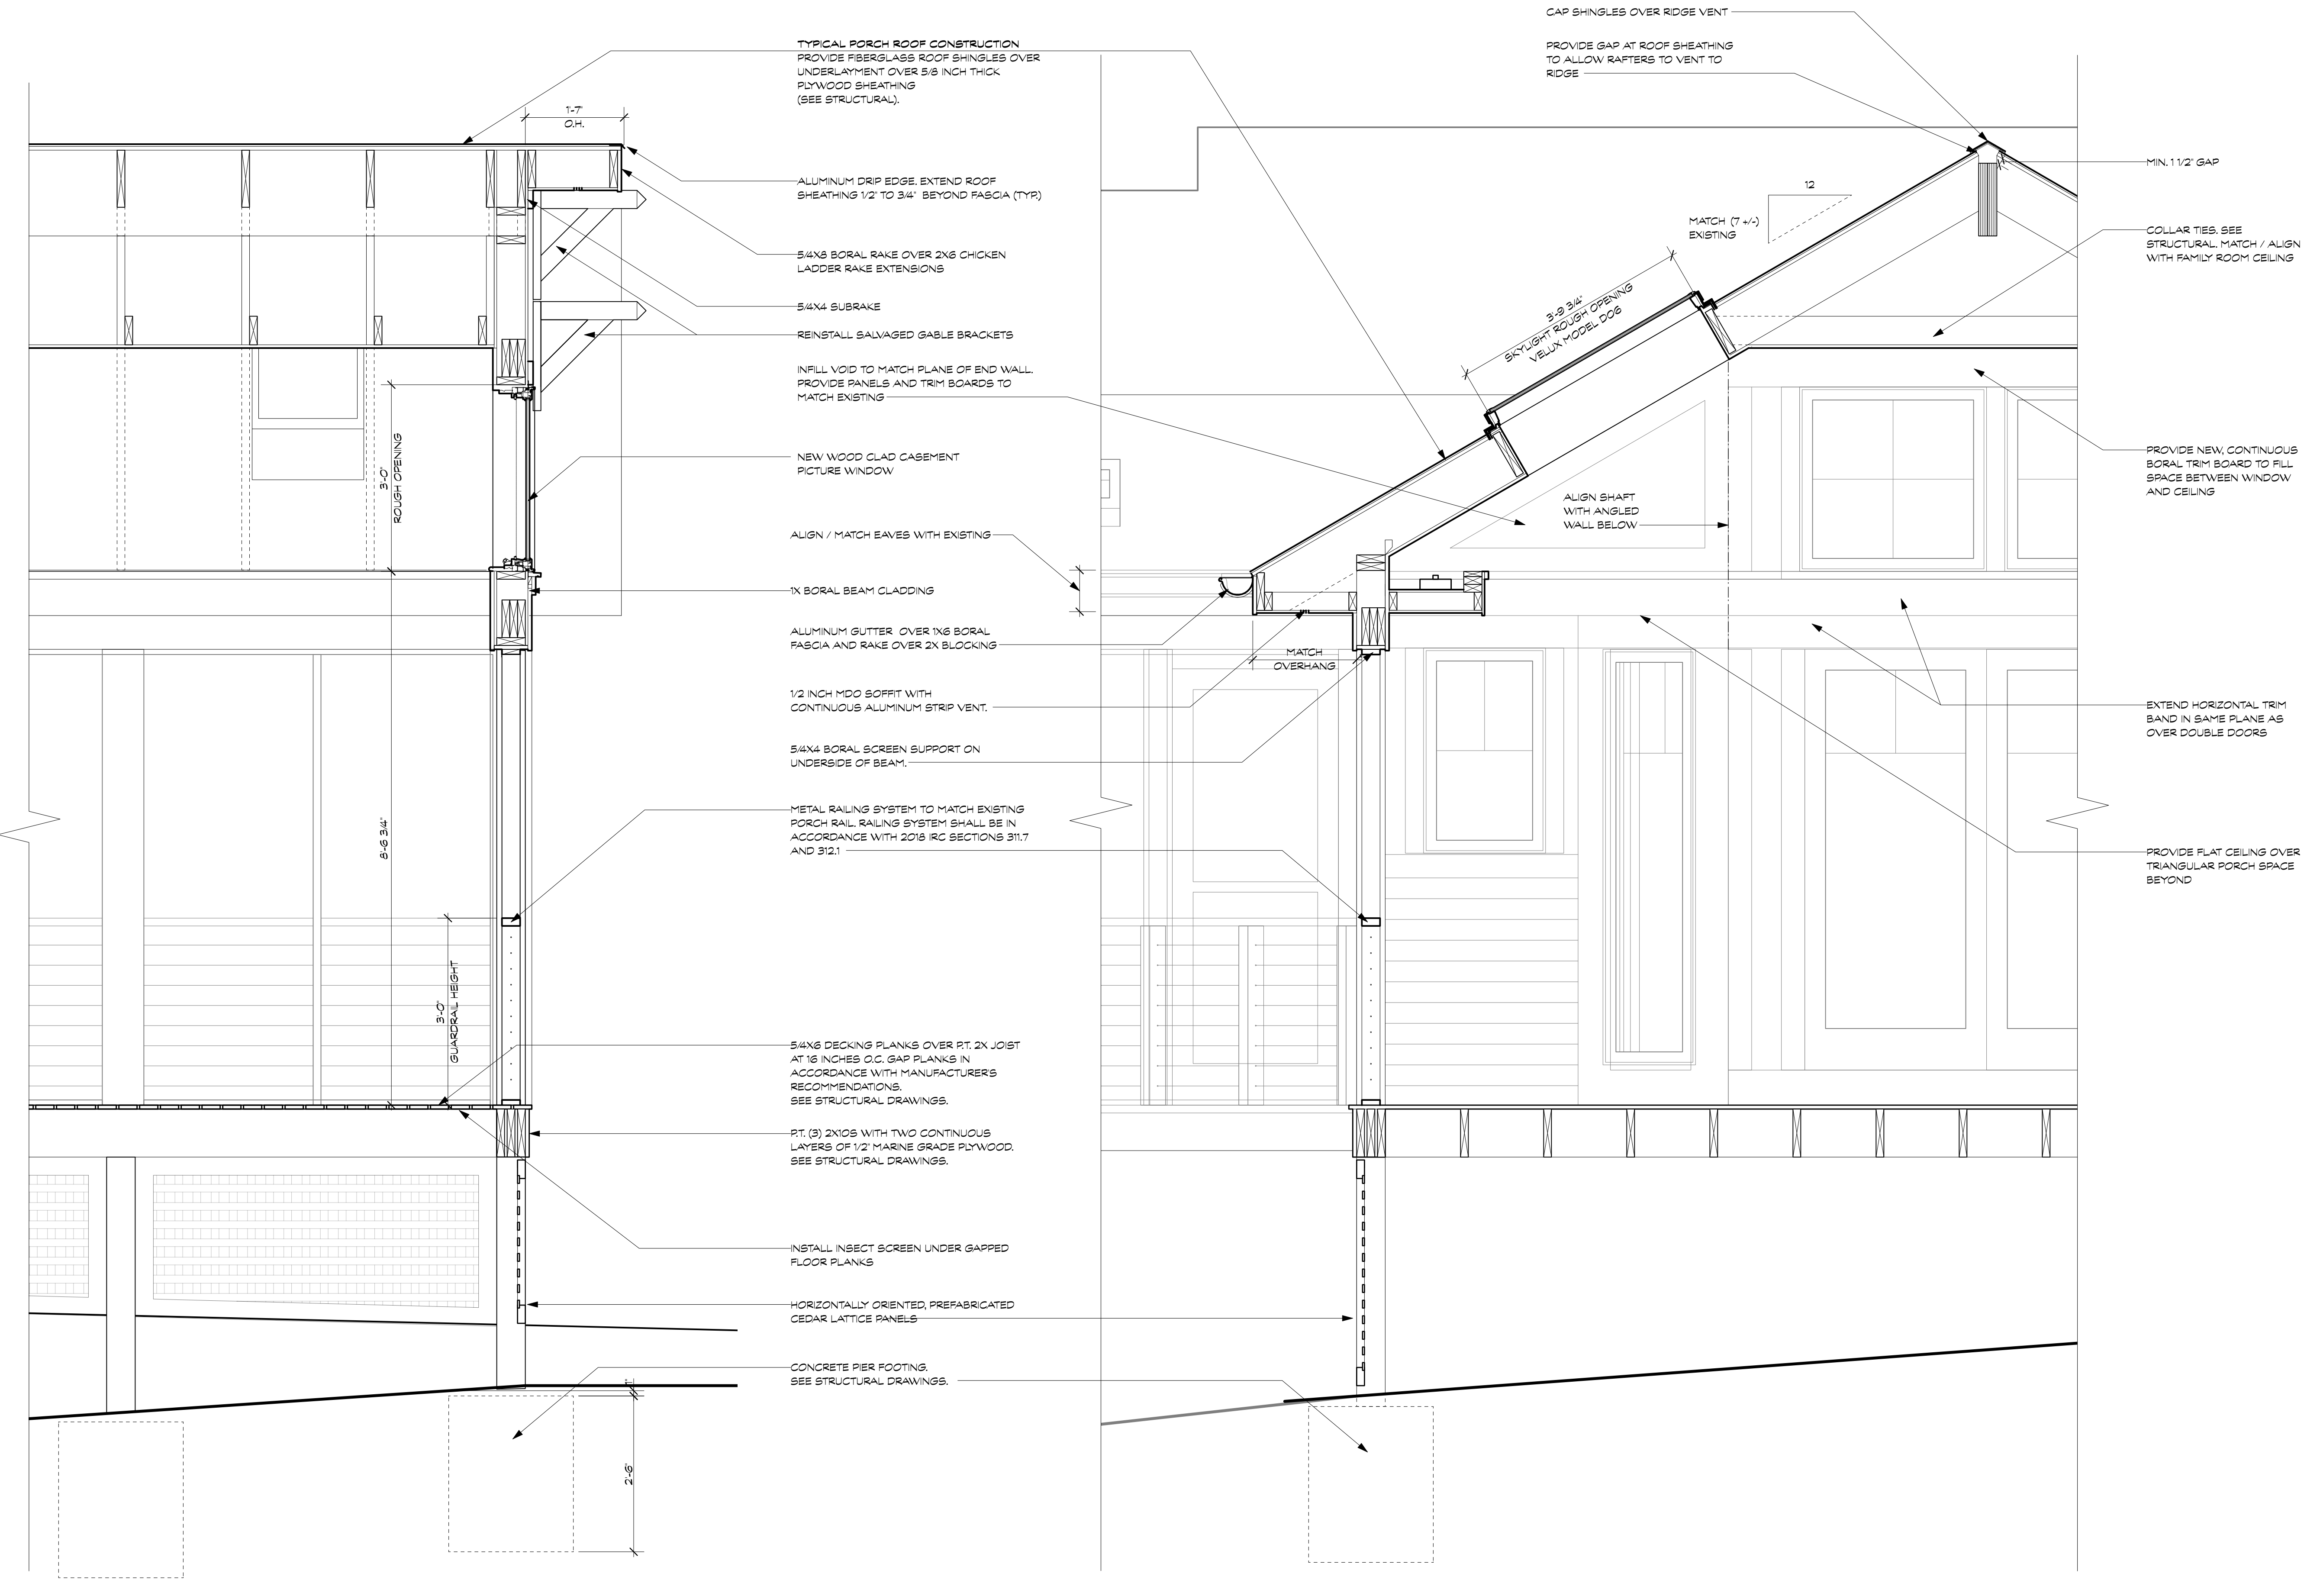 CAP SHINGLES OVER RIDGE VENT
PROVIDE GAP AT ROOF SHEATHING
TO ALLOW RAFTERS TO VENT TO
RIDGE
TYPICAL PORCH ROOF CONSTRUCTION
PROVIDE FIBERGLASS ROOF SHINGLES OVER
UNDERLAYMENT OVER 5/8 INCH THICK
PLYWOOD SHEATHING
(SEE STRUCTURAL).
1'-7"
O.H.
ALUMINUM DRIP EDGE. EXTEND ROOF
SHEATHING 1/2" TO 3/4" BEYOND FASCIA (TYP.)
5/4X8 BORAL RAKE OVER 2X6 CHICKEN
LADDER RAKE EXTENSIONS
5/4X4 SUBRAKE
REINSTALL SALVAGED GABLE BRACKETS
INFILL VOID TO MATCH PLANE OF END WALL.
PROVIDE PANELS AND TRIM BOARDS TO
MATCH EXISTING
NEW WOOD CLAD CASEMENT
PICTURE WINDOW
ALIGN / MATCH EAVES WITH EXISTING
1X BORAL BEAM CLADDING
ALUMINUM GUTTER OVER 1X6 BORAL
FASCIA AND RAKE OVER 2X BLOCKING
1/2 INCH MDO SOFFIT WITH
CONTINUOUS ALUMINUM STRIP VENT.
5/4X4 BORAL SCREEN SUPPORT ON
UNDERSIDE OF BEAM.
METAL RAILING SYSTEM TO MATCH EXISTING
PORCH RAIL. RAILING SYSTEM SHALL BE IN
ACCORDANCE WITH 2018 IRC SECTIONS 311.7
AND 312.1
5/4X6 DECKING PLANKS OVER P.T. 2X JOIST
AT 16 INCHES O.C. GAP PLANKS IN
ACCORDANCE WITH MANUFACTURER'S
RECOMMENDATIONS.
SEE STRUCTURAL DRAWINGS.
P.T. (3) 2X10S WITH TWO CONTINUOUS
LAYERS OF 1/2" MARINE GRADE PLYWOOD.
SEE STRUCTURAL DRAWINGS.
INSTALL INSECT SCREEN UNDER GAPPED
FLOOR PLANKS
HORIZONTALLY ORIENTED, PREFABRICATED
CEDAR LATTICE PANELS
CONCRETE PIER FOOTING.
SEE STRUCTURAL DRAWINGS.
3'-0"
ROUGH OPENING
8'-6 3/4"
3'-0"
GUARDRAIL HEIGHT
1"
2'-6"
12
MATCH (7 +/-)
EXISTING
3'-9 3/4"
SKYLIGHT ROUGH OPENING
VELUX MODEL D06
ALIGN SHAFT
WITH ANGLED
WALL BELOW
MATCH
OVERHANG
MIN. 1 1/2" GAP
COLLAR TIES. SEE
STRUCTURAL. MATCH / ALIGN
WITH FAMILY ROOM CEILING
PROVIDE NEW, CONTINUOUS
BORAL TRIM BOARD TO FILL
SPACE BETWEEN WINDOW
AND CEILING
EXTEND HORIZONTAL TRIM
BAND IN SAME PLANE AS
OVER DOUBLE DOORS
PROVIDE FLAT CEILING OVER
TRIANGULAR PORCH SPACE
BEYOND